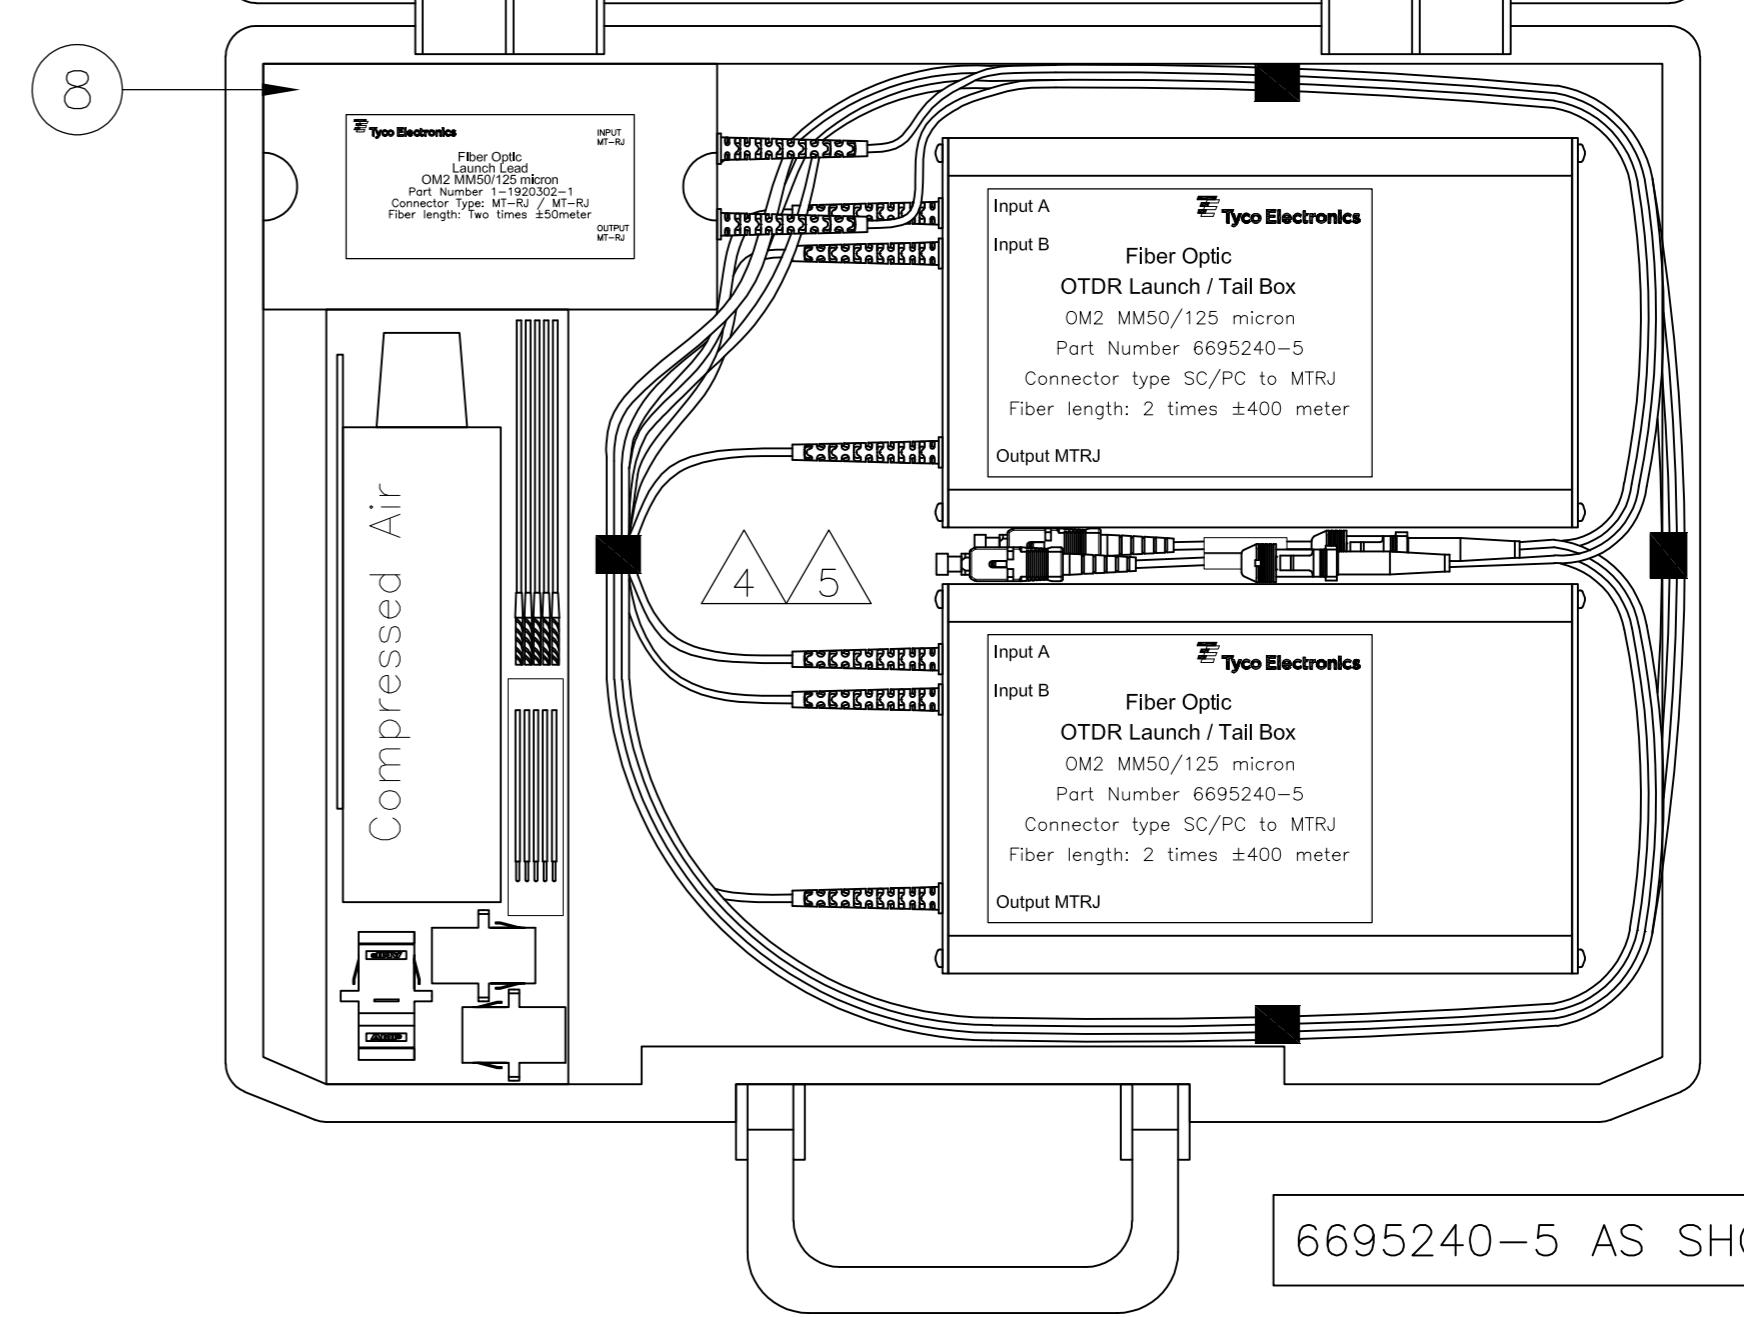 8
Tyco Electronics
INPUT
MT-RJ
Fiber Optic
Launch Lead
OM2 MM50/125 micron
Part Number 1-1920302-1
Connector Type: MT-RJ / MT-RJ
Fiber length: Two times ±50meter
OUTPUT
MT-RJ
Input A
Tyco Electronics
Input B
Fiber Optic
OTDR Launch / Tail Box
OM2 MM50/125 micron
Part Number 6695240-5
Connector type SC/PC to MTRJ
Fiber length: 2 times ±400 meter
Output MTRJ
Compressed Air
4
5
Input A
Tyco Electronics
Input B
Fiber Optic
OTDR Launch / Tail Box
OM2 MM50/125 micron
Part Number 6695240-5
Connector type SC/PC to MTRJ
Fiber length: 2 times ±400 meter
Output MTRJ
6695240-5 AS